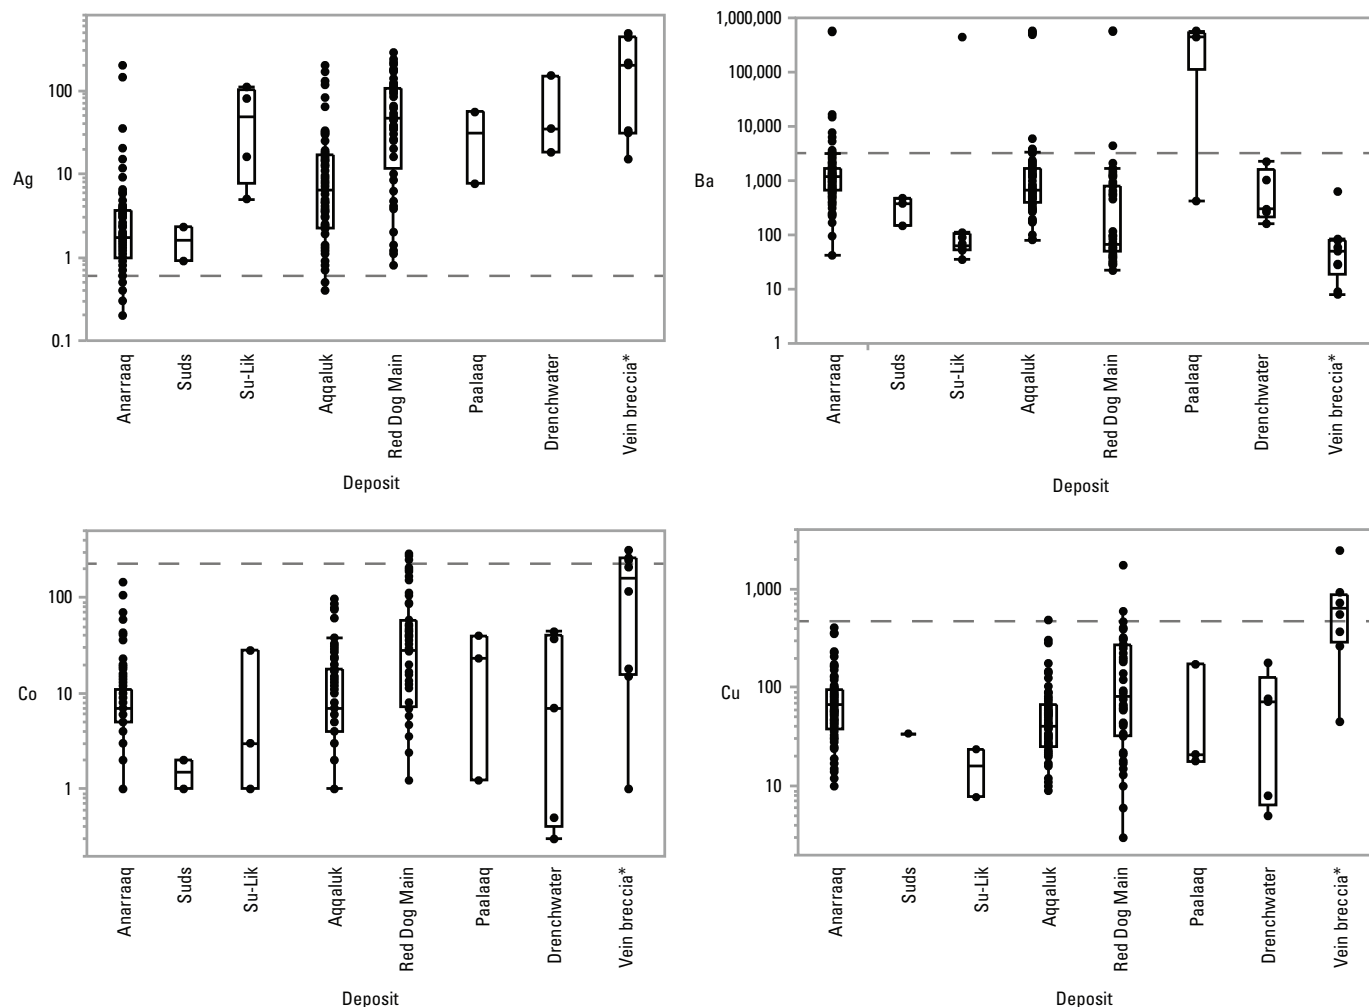 Ag
100
10
1
0.1
Anarraaq
Suds
Su-Lik
Aqqaluk
Red Dog Main
Paalaaq
Drenchwater
Vein breccia*
Deposit
Ba
1,000,000
100,000
10,000
1,000
100
10
1
Anarraaq
Suds
Su-Lik
Aqqaluk
Red Dog Main
Paalaaq
Drenchwater
Vein breccia*
Deposit
Co
100
10
1
Anarraaq
Suds
Su-Lik
Aqqaluk
Red Dog Main
Paalaaq
Drenchwater
Vein breccia*
Deposit
Cu
1,000
100
10
Anarraaq
Suds
Su-Lik
Aqqaluk
Red Dog Main
Paalaaq
Drenchwater
Vein breccia*
Deposit